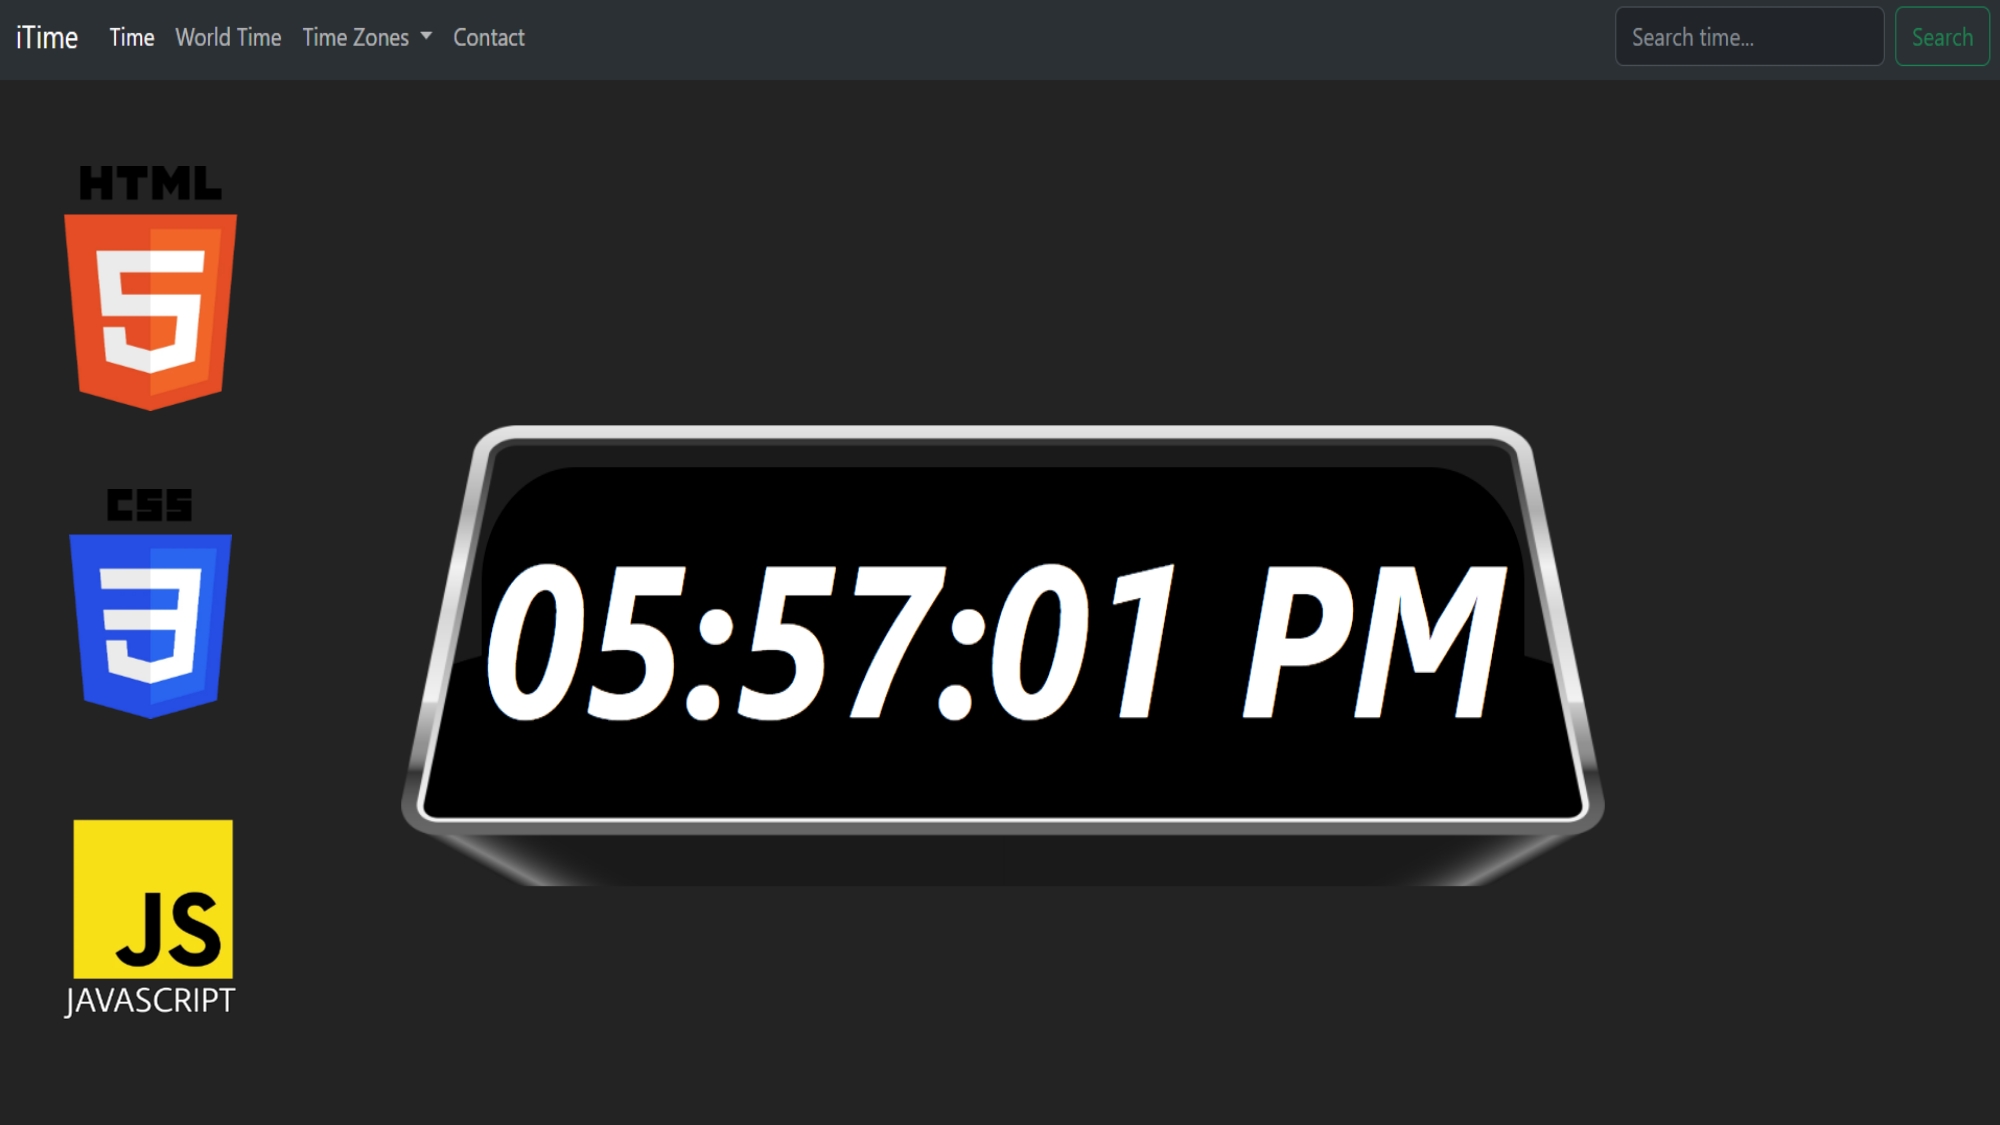 iTime Time World Time Time Zones Contact Search time... Search
HTML
5
CSS
3
05:57:01 PM
JS
JAVASCRIPT